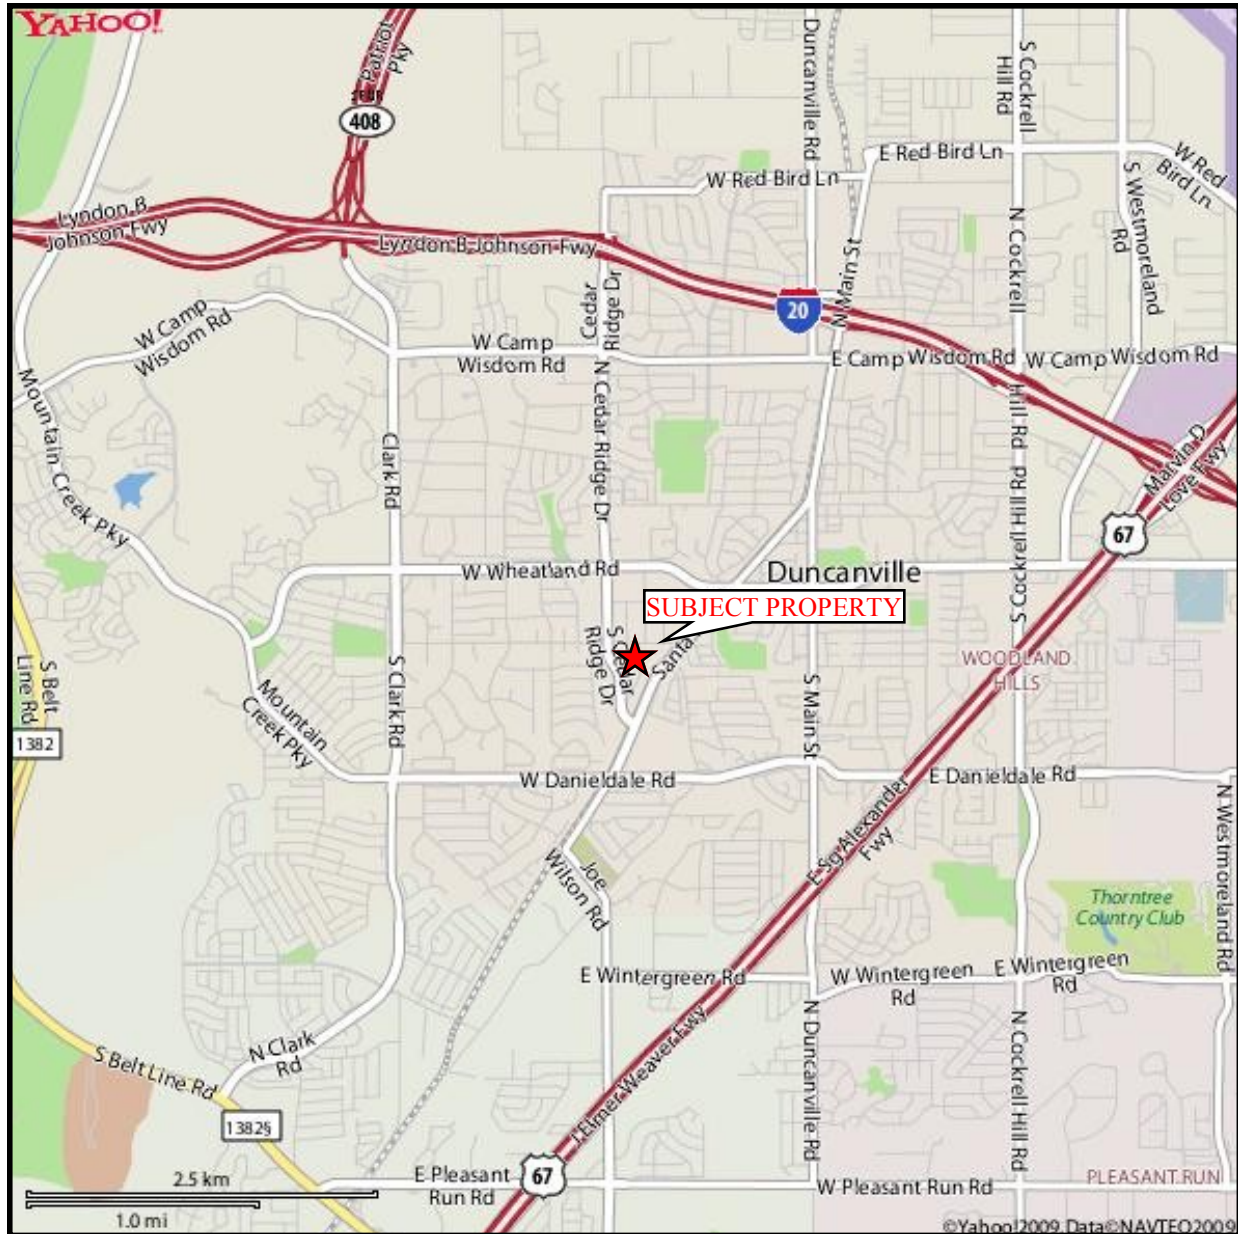 YAHOO!
Patriot
Pky
408
Duncanville Rd
S Cockrell
Hill Rd
E Red Bird Ln
W Red
Bird Ln
W Red Bird Ln
S Westmoreland
Rd
Lyndon B
Johnson Fwy
Lyndon B Johnson Fwy
N Main St
N Cockrell
Hill Rd
Cedar
Ridge Dr
20
W Camp
Wisdom Rd
W Camp
Wisdom Rd
E Camp Wisdom Rd
W Camp Wisdom Rd
Mountain Creek Pky
N Cedar Ridge Dr
Clark Rd
Marvin D
Love Fwy
67
S Cockrell Hill Rd
W Wheatland Rd
Duncanville
SUBJECT PROPERTY
S Cedar
Ridge Dr
Santa
WOODLAND
HILLS
S Belt
Line Rd
1382
Mountain
Creek Pky
S Clark Rd
S Main St
W Danieldale Rd
E Danieldale Rd
N Westmoreland Rd
E Sg Alexander
Fwy
Joe
Wilson Rd
Thorntree
Country Club
E Wintergreen Rd
W Wintergreen
Rd
E Wintergreen
Rd
N Clark
Rd
S Belt Line Rd
1382§
J Elmer Weaver Fwy
N Duncanville Rd
N Cockrell Hill Rd
E Pleasant
Run Rd
67
W Pleasant Run Rd
PLEASANT RUN
2.5 km
1.0 mi
©Yahoo!2009, Data©NAVTEQ2009